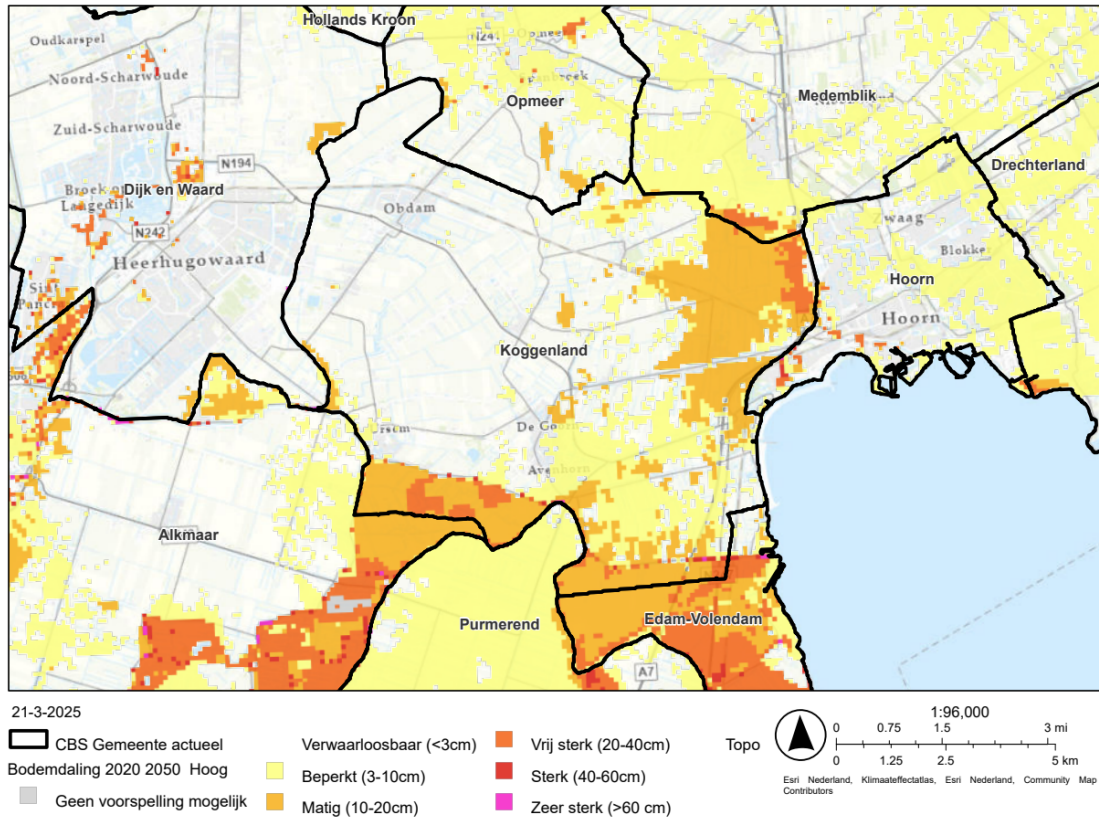 Hollands Kroon
Oudkarspel
N241
Noord-Scharwoude
Opmeer
Medemblik
Zuid-Scharwoude
N194
Drechterland
Broek op
Dijk en Waard
Langedijk
Obdam
Zwaag
N242
Blokke
Heerhugowaard
Hoorn
Hoorn
Koggenland
De Goorn
Avenhorn
Alkmaar
Purmerend
Edam-Volendam
A7
21-3-2025
CBS Gemeente actueel
Bodemdaling 2020 2050 Hoog
Geen voorspelling mogelijk
Verwaarloosbaar (<3cm)
Beperkt (3-10cm)
Matig (10-20cm)
Vrij sterk (20-40cm)
Sterk (40-60cm)
Zeer sterk (>60 cm)
Topo
1:96,000
0 0.75 1.5 3 mi
0 1.25 2.5 5 km
Esri Nederland, Klimaateffectatlas, Esri Nederland, Community Map
Contributors